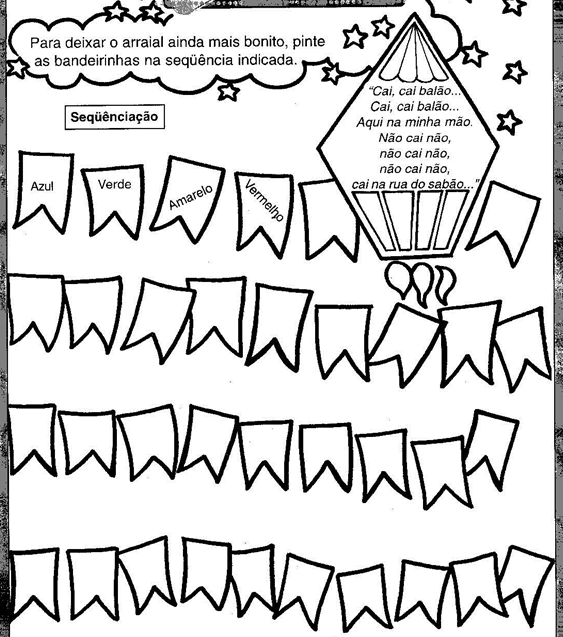 Para deixar o arraial ainda mais bonito, pinte
as bandeirinhas na seqüência indicada.
Seqüênciação
"Cai, cai balão...
Cai, cai balão...
Aqui na minha mão.
Não cai não,
não cai não,
não cai não,
cai na rua do sabão..."
Azul
Verde
Amarelo
Vermelho